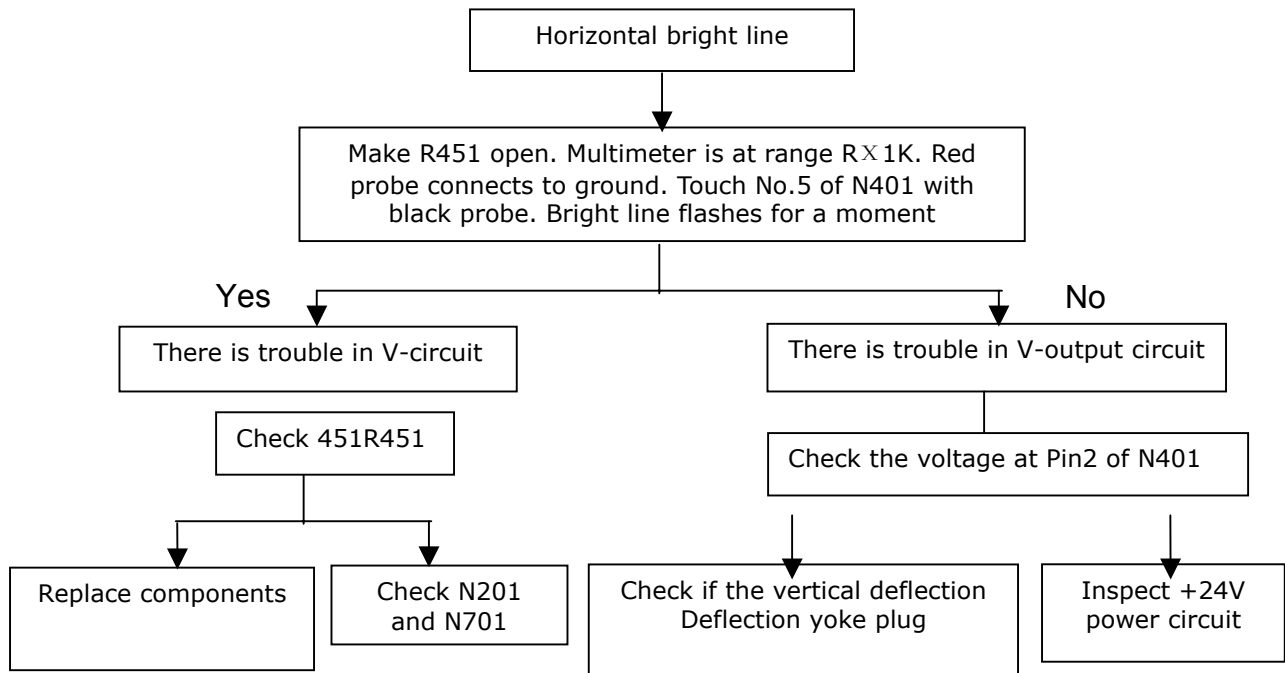 Horizontal bright line
Make R451 open. Multimeter is at range RＸ1K. Red
probe connects to ground. Touch No.5 of N401 with
black probe. Bright line flashes for a moment
Yes
No
There is trouble in V-circuit
There is trouble in V-output circuit
Check 451R451
Check the voltage at Pin2 of N401
Replace components
Check N201
and N701
Check if the vertical deflection
Deflection yoke plug
Inspect +24V
power circuit